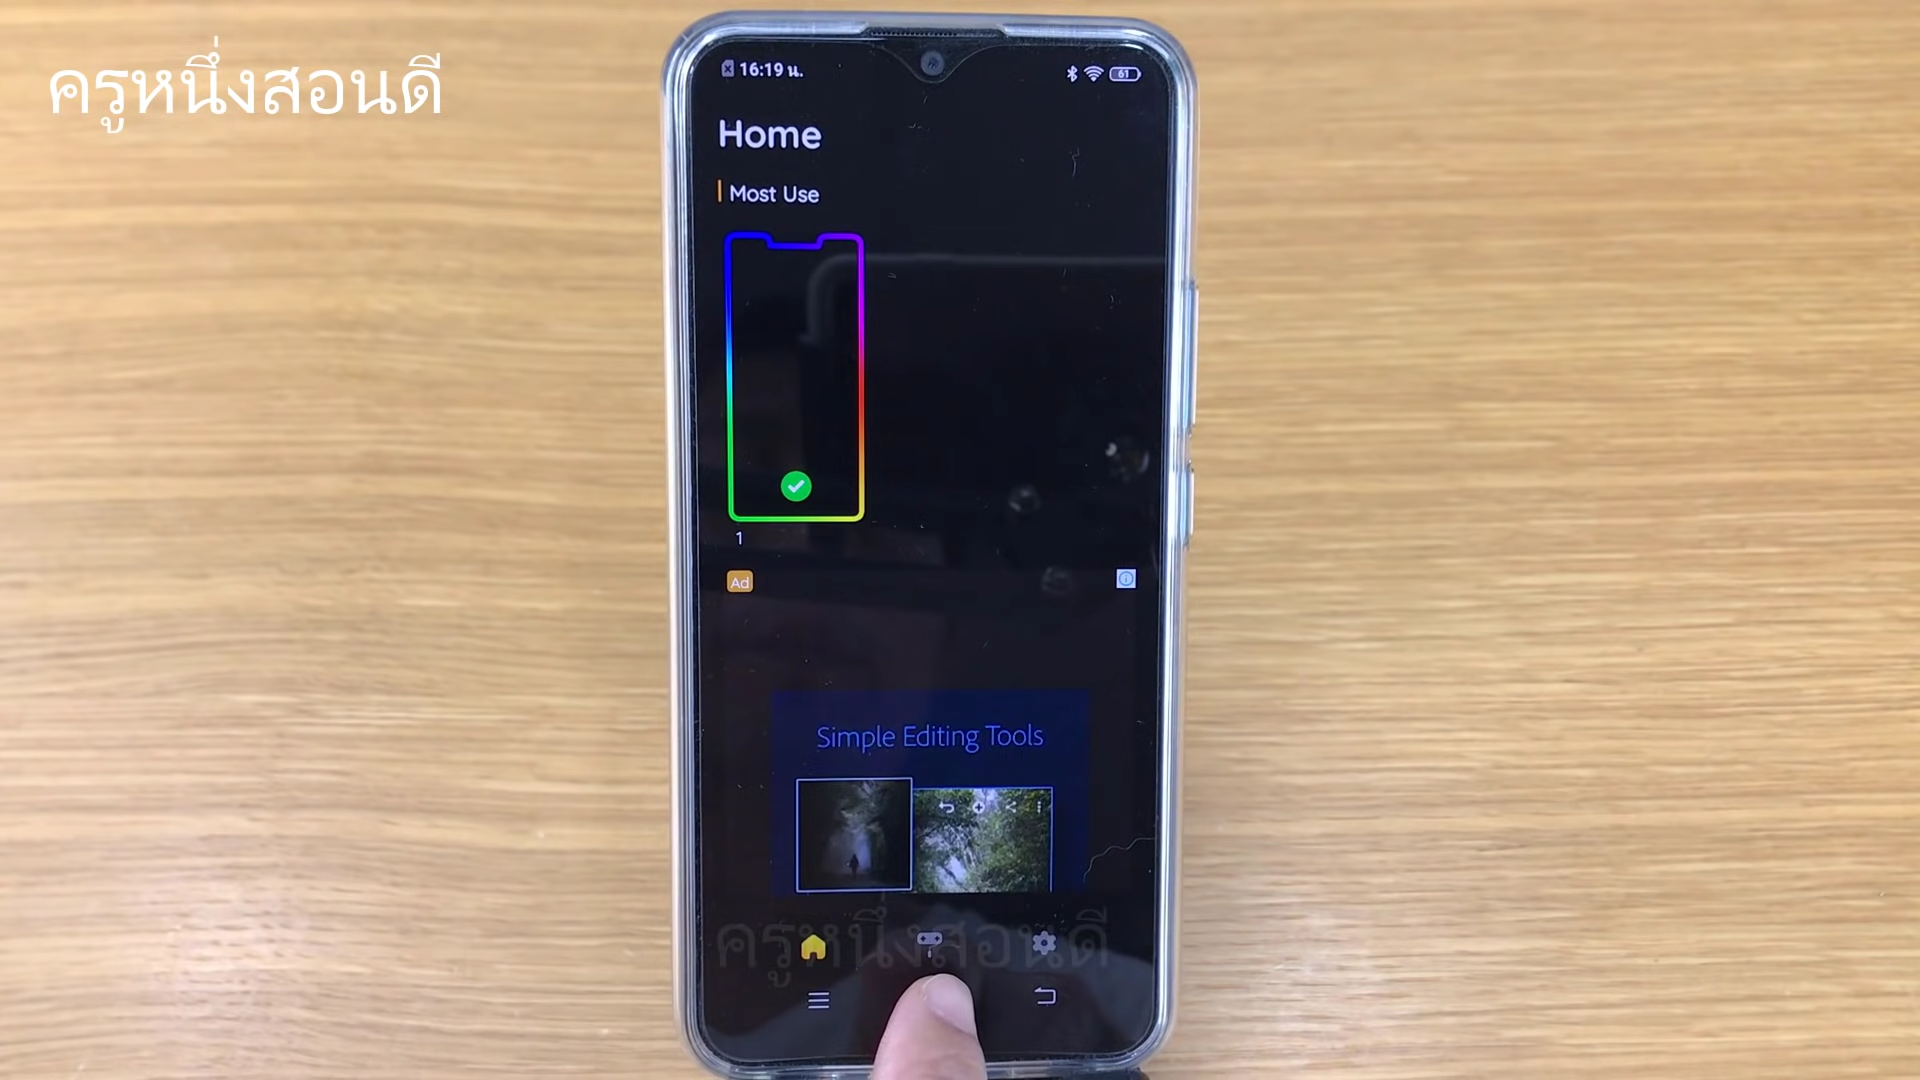 ครูหนึ่งสอนดี
16:19 น.
61
Home
Most Use
1
Ad
Simple Editing Tools
ครูหนึ่งสอนดี